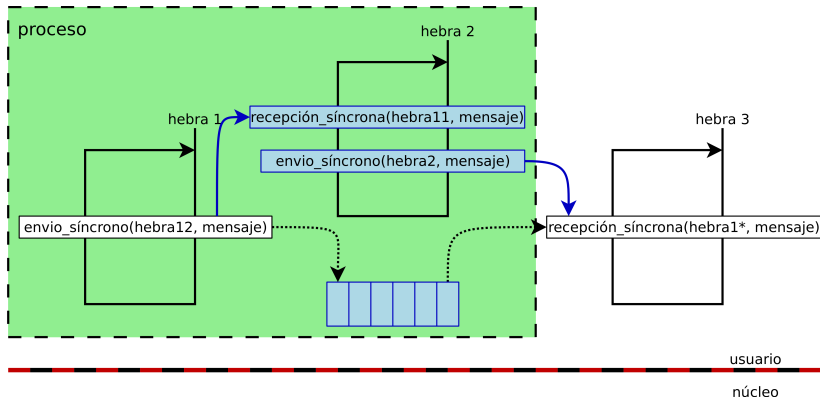 proceso
hebra 2
recepción_síncrona(hebra11, mensaje)
hebra 1
hebra 3
envio_síncrono(hebra2, mensaje)
envio_síncrono(hebra12, mensaje)
recepción_síncrona(hebra1*, mensaje)
usuario
núcleo